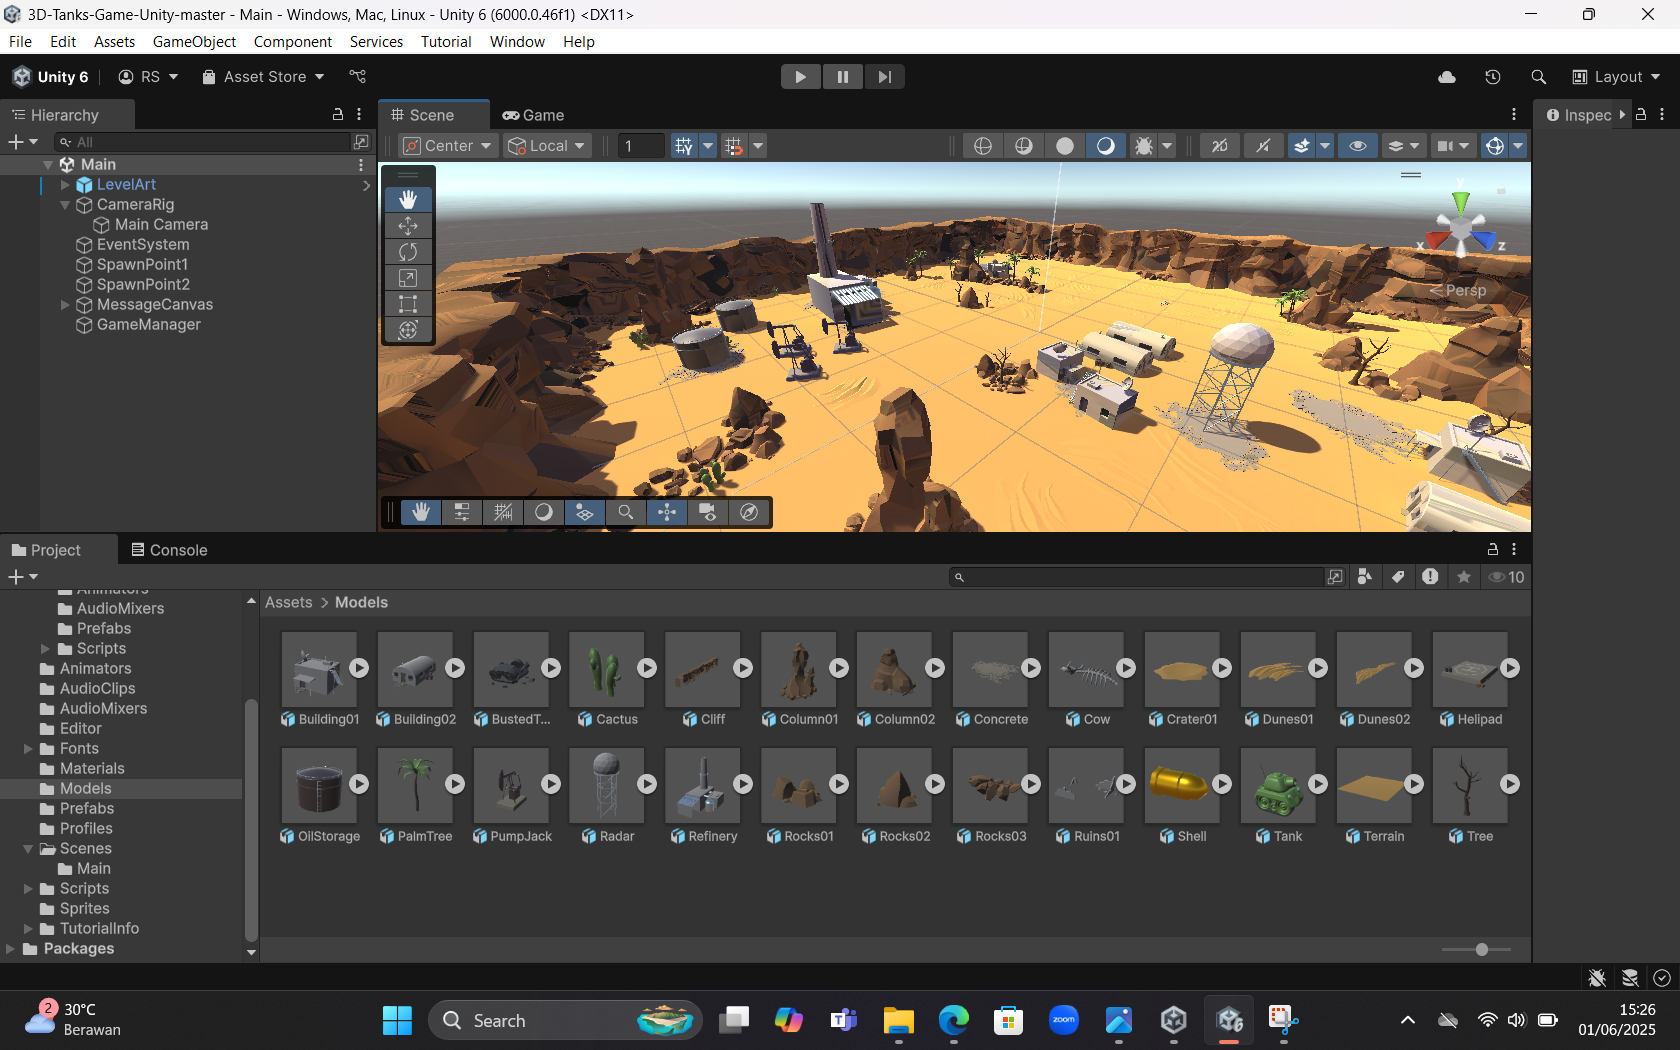 3D-Tanks-Game-Unity-master - Main - Windows, Mac, Linux - Unity 6 (6000.0.46f1) <DX11>
File Edit Assets GameObject Component Services Tutorial Window Help
Unity 6 RS Asset Store Layout
Hierarchy
All
Main
LevelArt
CameraRig
Main Camera
EventSystem
SpawnPoint1
SpawnPoint2
MessageCanvas
GameManager
Scene Game
Center Local 1 2D
y
x z
Persp
Inspec
Project Console
10
Animators
AudioMixers
Prefabs
Scripts
Animators
AudioClips
AudioMixers
Editor
Fonts
Materials
Models
Prefabs
Profiles
Scenes
Main
Scripts
Sprites
TutorialInfo
Packages
Assets > Models
Building01 Building02 BustedT... Cactus Cliff Column01 Column02 Concrete Cow Crater01 Dunes01 Dunes02 Helipad
OilStorage PalmTree PumpJack Radar Refinery Rocks01 Rocks02 Rocks03 Ruins01 Shell Tank Terrain Tree
2
30°C
Berawan
Search
zoom
15:26
01/06/2025